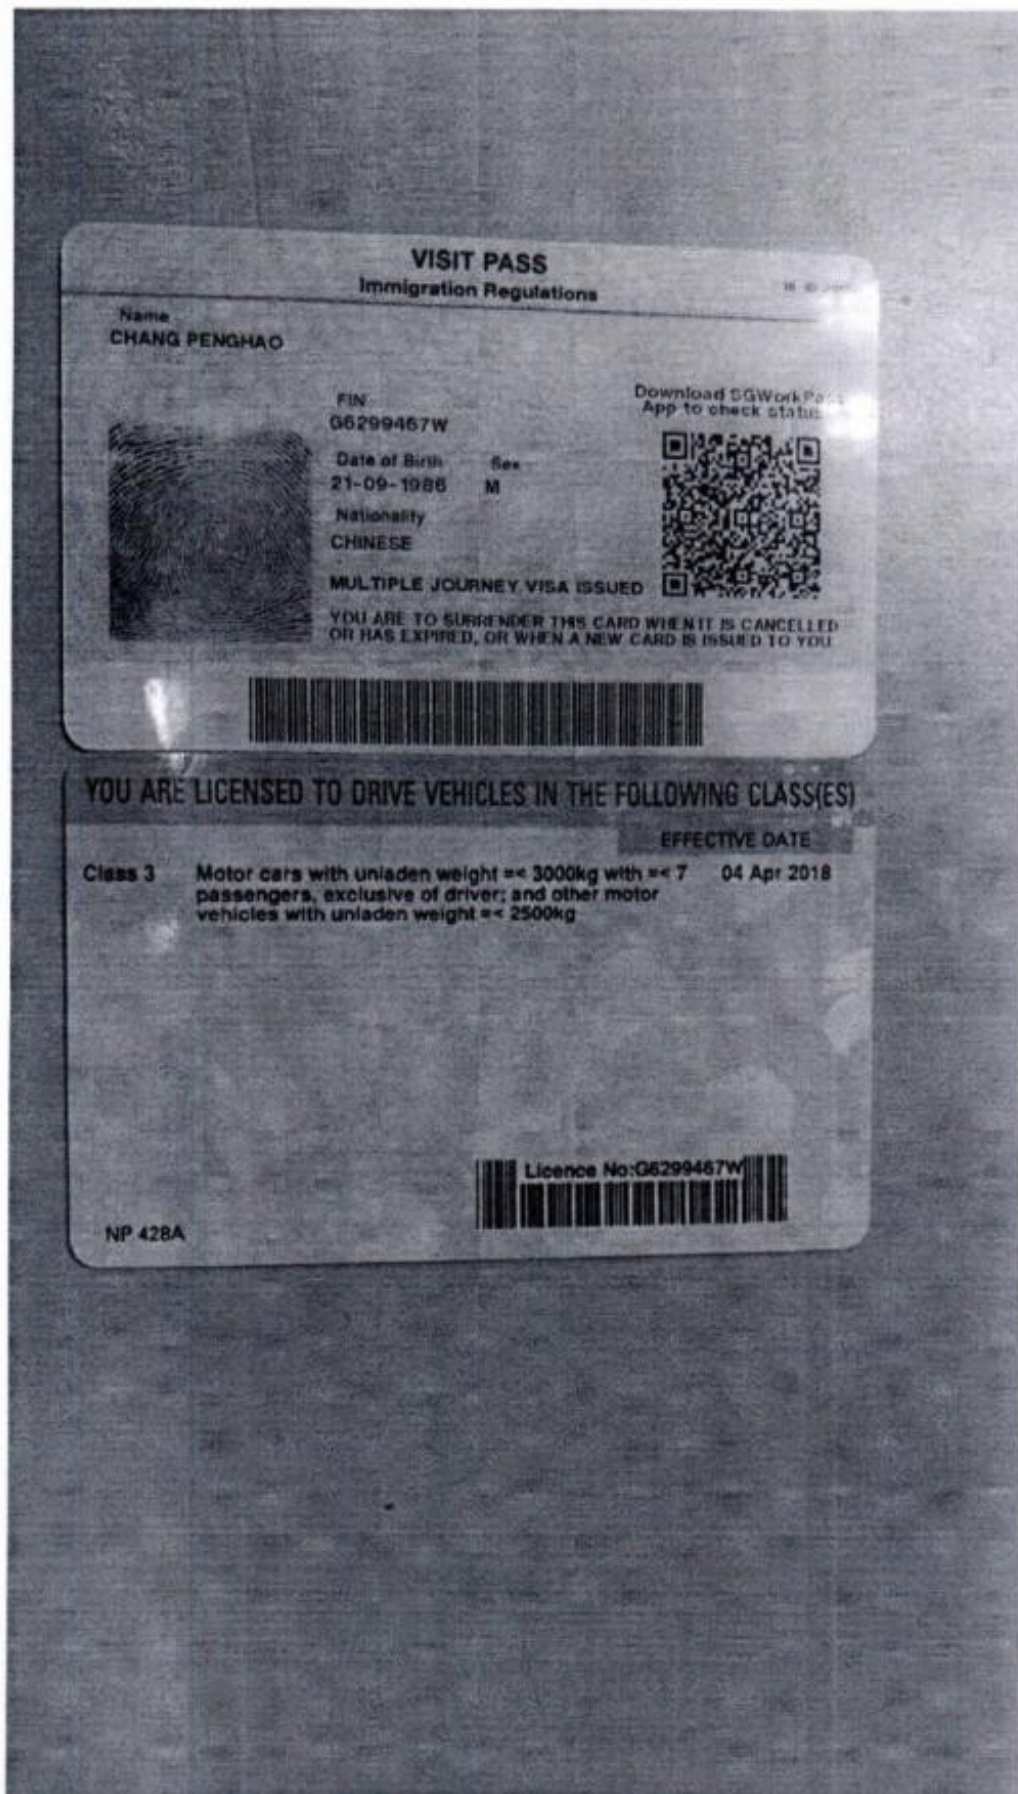 VISIT PASS
Immigration Regulations
Name
CHANG PENGHAO
Download SGWorkPass
App to check status
FIN
G6299467W
Date of Birth Sex
21-09-1986 M
Nationality
CHINESE
MULTIPLE JOURNEY VISA ISSUED
YOU ARE TO SURRENDER THIS CARD WHEN IT IS CANCELLED
OR HAS EXPIRED, OR WHEN A NEW CARD IS ISSUED TO YOU
YOU ARE LICENSED TO DRIVE VEHICLES IN THE FOLLOWING CLASS(ES)
EFFECTIVE DATE
Class 3 Motor cars with unladen weight =< 3000kg with =< 7 04 Apr 2018
passengers, exclusive of driver; and other motor
vehicles with unladen weight =< 2500kg
Licence No:G6299467W
NP 428A